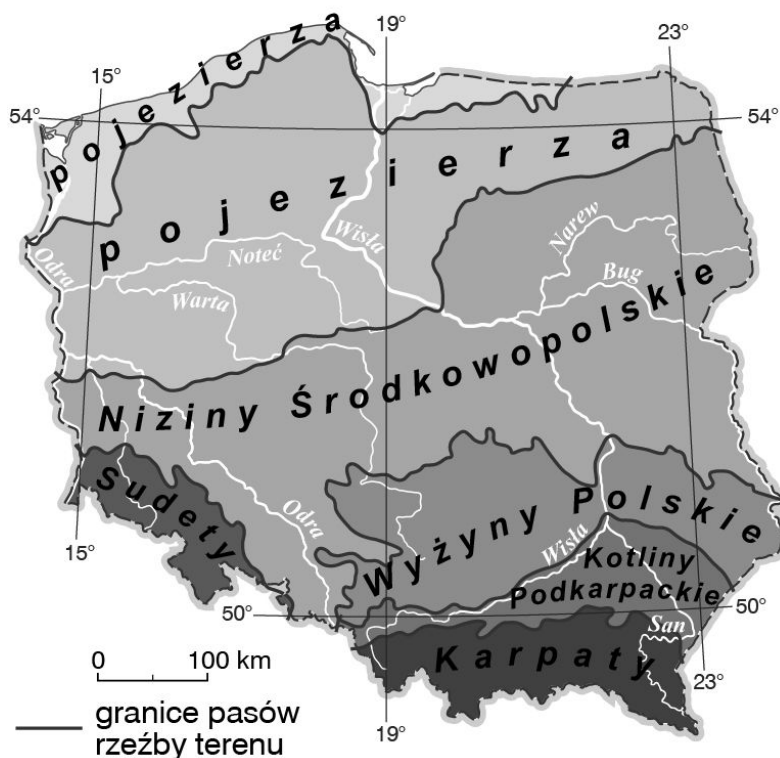 19°
23°
15°
54°
54°
pojezierza
pojezierza
Wisła
Narew
Odra
Noteć
Bug
Warta
Niziny Środkowopolskie
Sudety
Odra
Wyżyny Polskie
Wisła
Kotliny
Podkarpackie
15°
50°
50°
San
Karpaty
23°
19°
0 100 km
granice pasów
rzeźby terenu